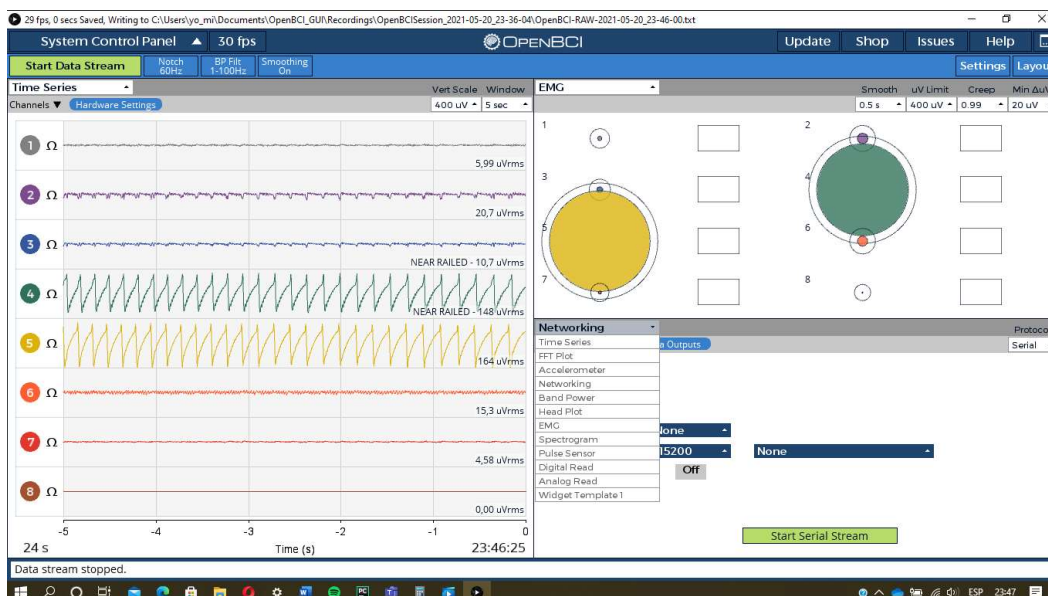 29 fps, 0 secs Saved, Writing to C:\Users\yo_mi\Documents\OpenBCI_GUI\Recordings\OpenBCISession_2021-05-20_23-36-04\OpenBCI-RAW-2021-05-20_23-46-00.txt
System Control Panel 30 fps OPENBCI Update Shop Issues Help
Start Data Stream Notch 60Hz BP Filt 1-100Hz Smoothing On Settings Layou
Time Series Vert Scale Window
Channels Hardware Settings 400 uV 5 sec
EMG Smooth uV Limit Creep Min ΔuV
0.5 s 400 uV 0.99 20 uV
1 Ω 5,99 uVrms
2 Ω 20,7 uVrms
3 Ω NEAR RAILED - 10,7 uVrms
4 Ω NEAR RAILED - 148 uVrms
5 Ω 164 uVrms
6 Ω 15,3 uVrms
7 Ω 4,58 uVrms
8 Ω 0,00 uVrms
-5 -4 -3 -2 -1 0
24 s Time (s) 23:46:25
1 2
3 4
5 6
7 8
Networking Protoco
a Outputs Serial
Time Series
FFT Plot
Accelerometer
Networking
Band Power
Head Plot
EMG
Spectrogram
Pulse Sensor
Digital Read
Analog Read
Widget Template 1
None
15200 None
Off
Start Serial Stream
Data stream stopped.
ESP 23:47